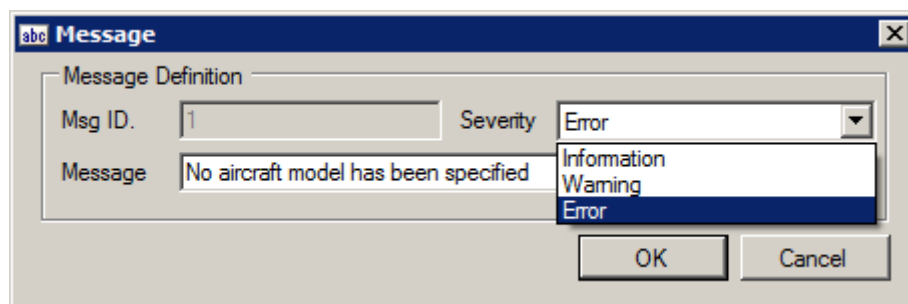 abc Message
Message Definition
Msg ID. 1 Severity Error
Message No aircraft model has been specified
Information
Warning
Error
OK Cancel